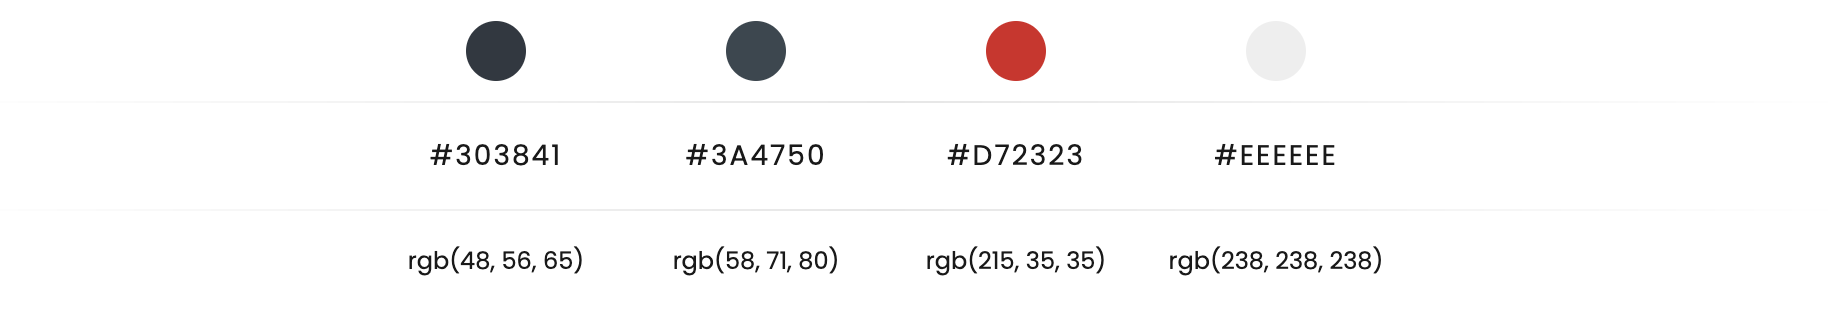 #303841 #3A4750 #D72323 #EEEEEE
rgb(48, 56, 65) rgb(58, 71, 80) rgb(215, 35, 35) rgb(238, 238, 238)